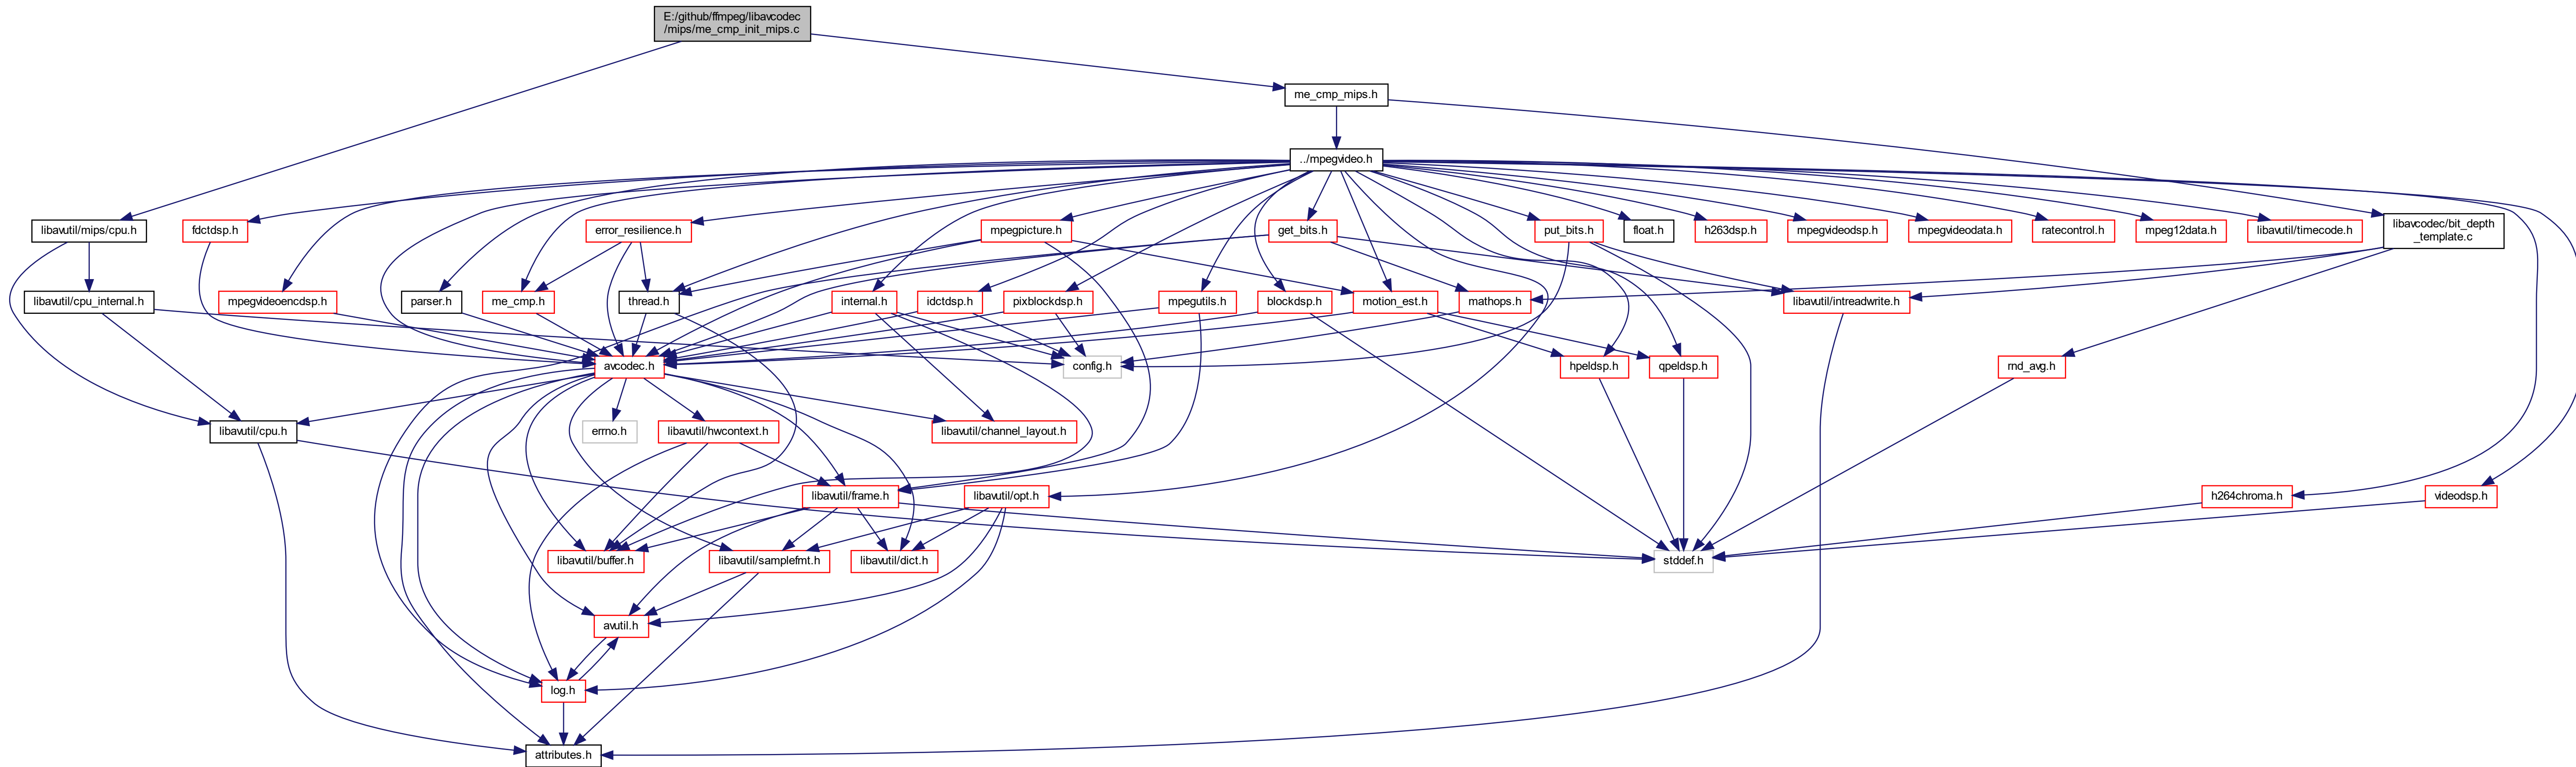 E:/github/ffmpeg/libavcodec
/mips/me_cmp_init_mips.c
me_cmp_mips.h
../mpegvideo.h
libavutil/mips/cpu.h
fdctdsp.h
error_resilience.h
mpegpicture.h
get_bits.h
put_bits.h
float.h
h263dsp.h
mpegvideodsp.h
mpegvideodata.h
ratecontrol.h
mpeg12data.h
libavutil/timecode.h
libavcodec/bit_depth
_template.c
libavutil/cpu_internal.h
mpegvideoencdsp.h
parser.h
me_cmp.h
thread.h
internal.h
idctdsp.h
pixblockdsp.h
mpegutils.h
blockdsp.h
motion_est.h
mathops.h
libavutil/intreadwrite.h
avcodec.h
config.h
hpeldsp.h
qpeldsp.h
rnd_avg.h
libavutil/cpu.h
errno.h
libavutil/hwcontext.h
libavutil/channel_layout.h
libavutil/frame.h
libavutil/opt.h
h264chroma.h
videodsp.h
libavutil/buffer.h
libavutil/samplefmt.h
libavutil/dict.h
stddef.h
avutil.h
log.h
attributes.h